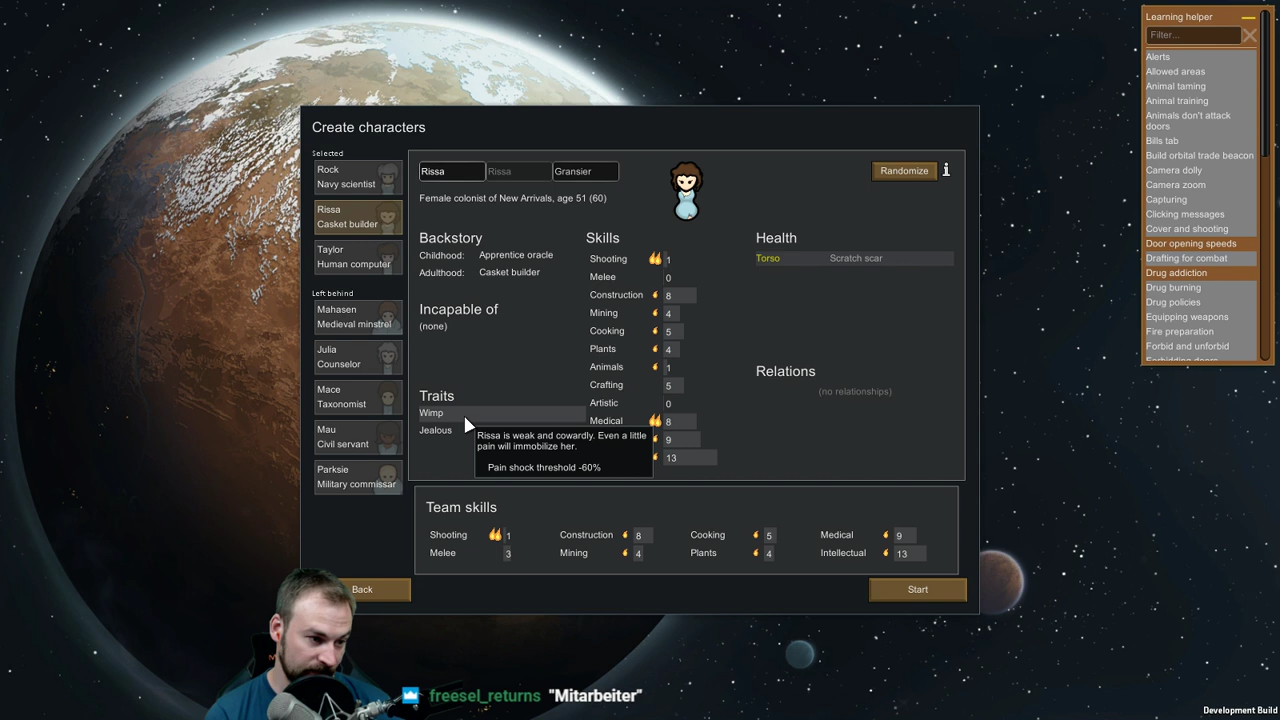 Learning helper
Filter...
Alerts
Allowed areas
Animal taming
Animal training
Animals don't attack
doors
Bills tab
Build orbital trade beacon
Camera dolly
Camera zoom
Capturing
Clicking messages
Cover and shooting
Door opening speeds
Drafting for combat
Drug addiction
Drug burning
Drug policies
Equipping weapons
Fire preparation
Forbid and unforbid
Create characters
Selected
Rock
Navy scientist
Rissa
Casket builder
Taylor
Human computer
Left behind
Mahasen
Medieval minstrel
Julia
Counselor
Mace
Taxonomist
Mau
Civil servant
Parksie
Military commissar
Rissa Rissa Gransier
Randomize
Female colonist of New Arrivals, age 51 (60)
Backstory
Childhood: Apprentice oracle
Adulthood: Casket builder
Incapable of
(none)
Traits
Wimp
Jealous
Rissa is weak and cowardly. Even a little
pain will immobilize her.
Pain shock threshold -60%
Skills
Shooting 1
Melee 0
Construction 8
Mining 4
Cooking 5
Plants 4
Animals 1
Crafting 5
Artistic 0
Medical 8
9
13
Health
Torso Scratch scar
Relations
(no relationships)
Team skills
Shooting 1 Construction 8 Cooking 5 Medical 9
Melee 3 Mining 4 Plants 4 Intellectual 13
Back
Start
freesel_returns "Mitarbeiter"
Development Build